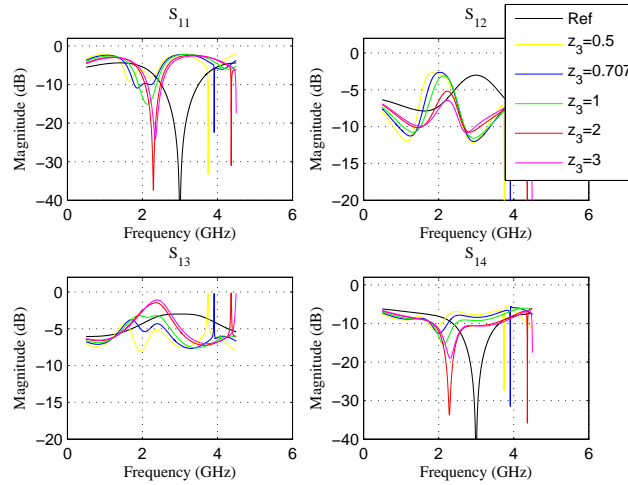 S11
Magnitude (dB)
0
−10
−20
−30
−40
0 2 4 6
Frequency (GHz)
S12
Magnitude (dB)
0
−5
−10
−15
−20
0 2 4 6
Frequency (GHz)
Ref
z3=0.5
z3=0.707
z3=1
z3=2
z3=3
S13
Magnitude (dB)
0
−5
−10
−15
−20
0 2 4 6
Frequency (GHz)
S14
Magnitude (dB)
0
−10
−20
−30
−40
0 2 4 6
Frequency (GHz)